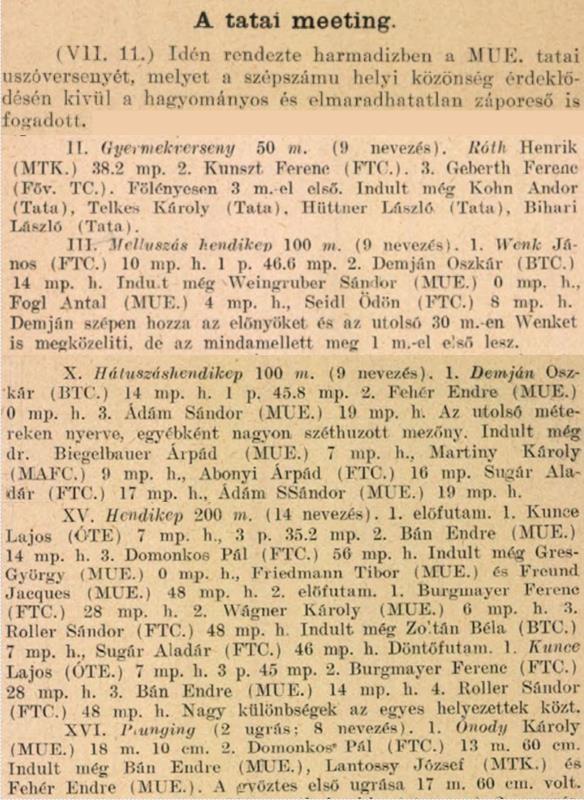 A tatai meeting.
(VII. 11.) Idén rendezte harmadizben a MUE. tatai
uszóversenyét, melyet a szépszámu helyi közönség érdeklő-
désén kivül a hagyományos és elmaradhatatlan záporeső is
fogadott.
II. Gyermekverseny 50 m. (9 nevezés). Róth Henrik
(MTK.) 38.2 mp. 2. Kunszt Ferenc (FTC.). 3. Geberth Ferenc
(Főv. TC.). Fölényesen 3 m.-el első. Indult még Kohn Andor
(Tata), Telkes Károly (Tata), Hüttner László (Tata), Bihari
László (Tata).
III. Melluszás hendikep 100 m. (9 nevezés). 1. Wenk Já-
nos (FTC.) 10 mp. h. 1 p. 46.6 mp. 2. Demján Oszkár (BTC.)
14 mp. h. Indu.t még Weingruber Sándor (MUE.) 0 mp. h.,
Fogl Antal (MUE.) 4 mp. h., Seidl Ödön (FTC.) 8 mp. h.
Demján szépen hozza az előnyöket és az utolsó 30 m.-en Wenket
is megközeliti, de az mindamellett meg 1 m.-el első lesz.
X. Hátuszáshendikep 100 m. (9 nevezés). 1. Demján Osz-
kár (BTC.) 14 mp. h. 1 p. 45.8 mp. 2. Fehér Endre (MUE.)
0 mp. h. 3. Ádám Sándor (MUE.) 19 mp. h. Az utolsó méte-
reken nyerve, egyébként nagyon széthuzott mezőny. Indult még
dr. Biegelbauer Árpád (MUE.) 7 mp. h., Martiny Károly
(MAFC.) 9 mp. h., Abonyi Árpád (FTC.) 16 mp. Sugár Ala-
dár (FTC.) 17 mp. h., Ádám SSándor (MUE.) 19 mp. h.
XV. Hendikep 200 m. (14 nevezés). 1. előfutam. 1. Kunce
Lajos (ÓTE) 7 mp. h., 3 p. 35.2 mp. 2. Bán Endre (MUE.)
14 mp. h. 3. Domonkos Pál (FTC.) 56 mp. h. Indult még Gres-
György (MUE.) 0 mp. h., Friedmann Tibor (MUE.) és Freund
Jacques (MUE.) 48 mp. h. 2. előfutam. 1. Burgmayer Ferenc
(FTC.) 28 mp. h. 2. Wágner Károly (MUE.) 6 mp. h. 3.
Roller Sándor (FTC.) 48 mp. h. Indult még Zoltán Béla (BTC.)
7 mp. h., Sugár Aladár (FTC.) 46 mp. h. Döntőfutam. 1. Kunce
Lajos (ÓTE.) 7 mp. h. 3 p. 45 mp. 2. Burgmayer Ferenc (FTC.)
28 mp. h. 3. Bán Endre (MUE.) 14 mp. h. 4. Roller Sándor
(FTC.) 48 mp. h. Nagy különbségek az egyes helyezettek közt.
XVI. Plunging (2 ugrás; 8 nevezés). 1. Ónody Károly
(MUE.) 18 m. 10 cm. 2. Domonkos Pál (FTC.) 13 m. 60 cm.
Indult még Bán Endre (MUE.), Lantossy József (MTK.) és
Fehér Endre (MUE.). A győztes első ugrása 17 m. 60 cm. volt.